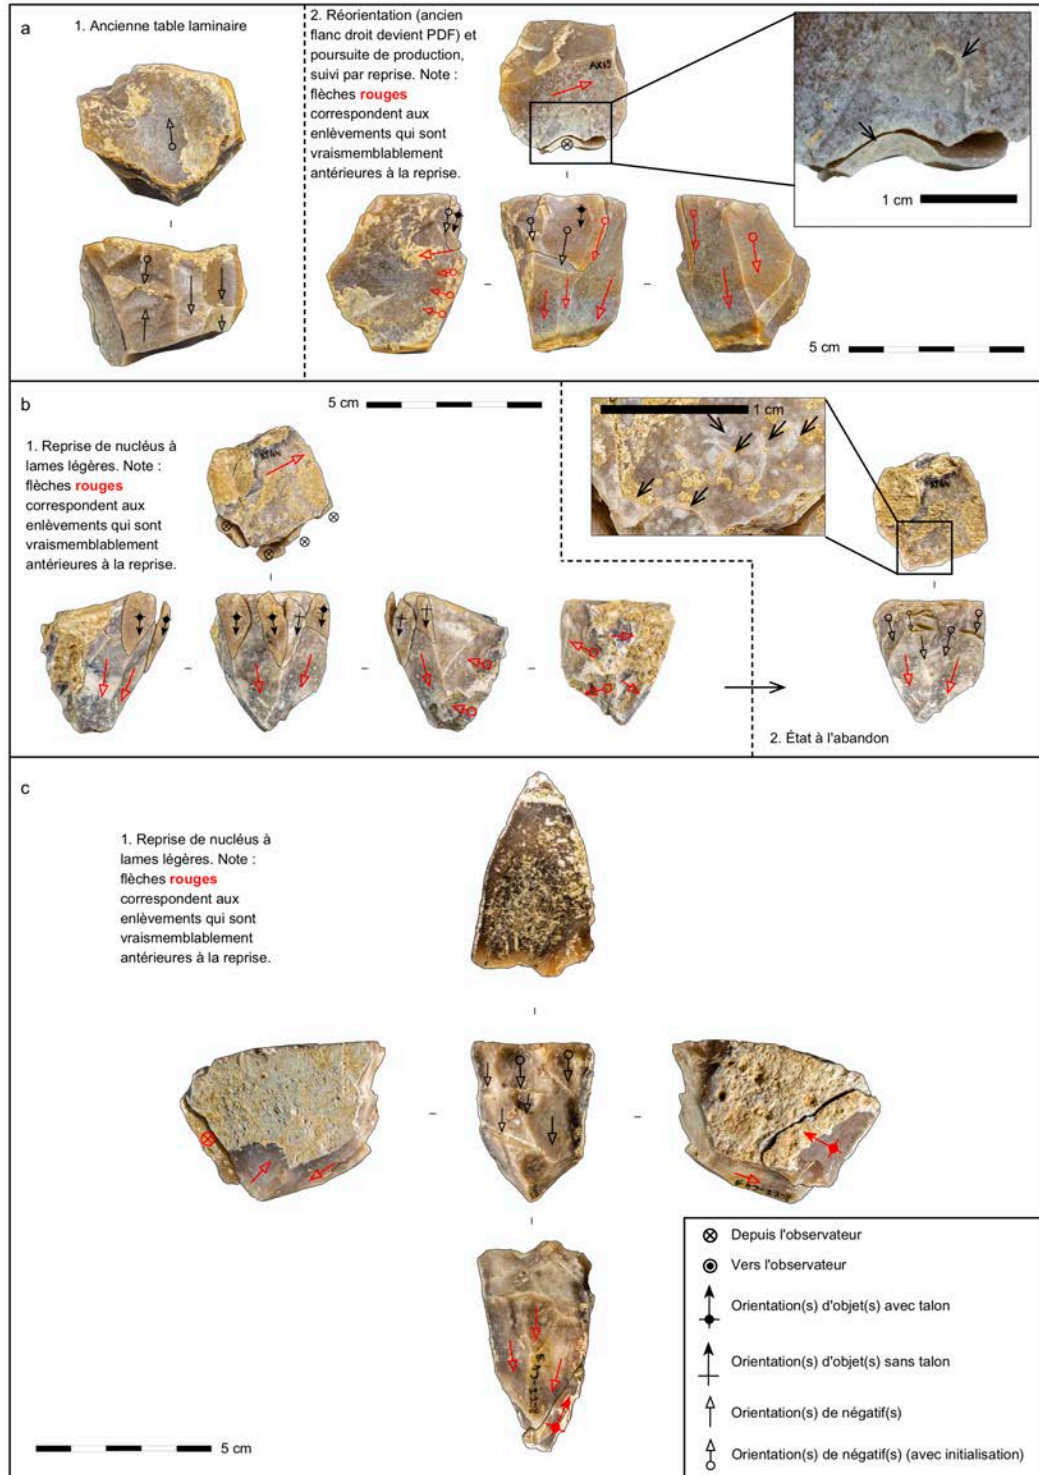 a
1. Ancienne table laminaire
2. Réorientation (ancien
flanc droit devient PDF) et
poursuite de production,
suivi par reprise. Note :
flèches rouges
correspondent aux
enlèvements qui sont
vraismemblablement
antérieures à la reprise.
AX65
1 cm
5 cm
b
5 cm
1. Reprise de nucléus à
lames légères. Note :
flèches rouges
correspondent aux
enlèvements qui sont
vraismemblablement
antérieures à la reprise.
1 cm
2. État à l'abandon
c
1. Reprise de nucléus à
lames légères. Note :
flèches rouges
correspondent aux
enlèvements qui sont
vraismemblablement
antérieures à la reprise.
Depuis l'observateur
Vers l'observateur
Orientation(s) d'objet(s) avec talon
Orientation(s) d'objet(s) sans talon
Orientation(s) de négatif(s)
Orientation(s) de négatif(s) (avec initialisation)
5 cm